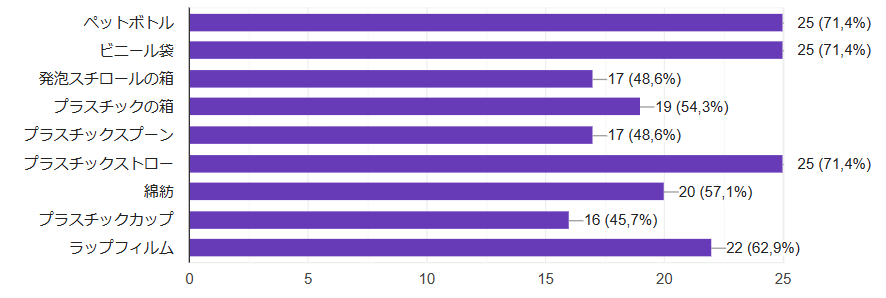 ペットボトル 25 (71,4%)
ビニール袋 25 (71,4%)
発泡スチロールの箱 17 (48,6%)
プラスチックの箱 19 (54,3%)
プラスチックスプーン 17 (48,6%)
プラスチックストロー 25 (71,4%)
綿紡 20 (57,1%)
プラスチックカップ 16 (45,7%)
ラップフィルム 22 (62,9%)
0 5 10 15 20 25